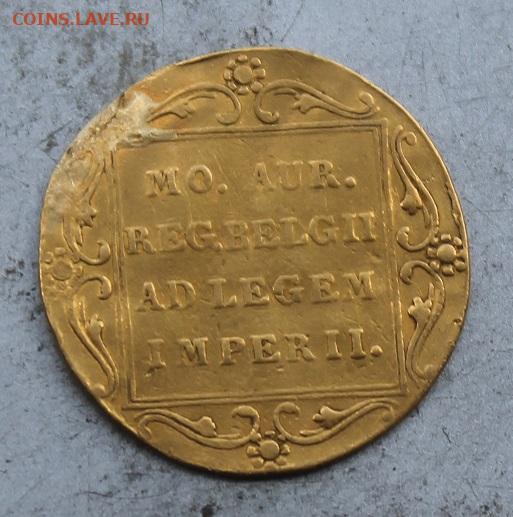 COINS.LAVE.RU
MO. AUR.
REG.BELGII
AD LEGEM
IMPERII.